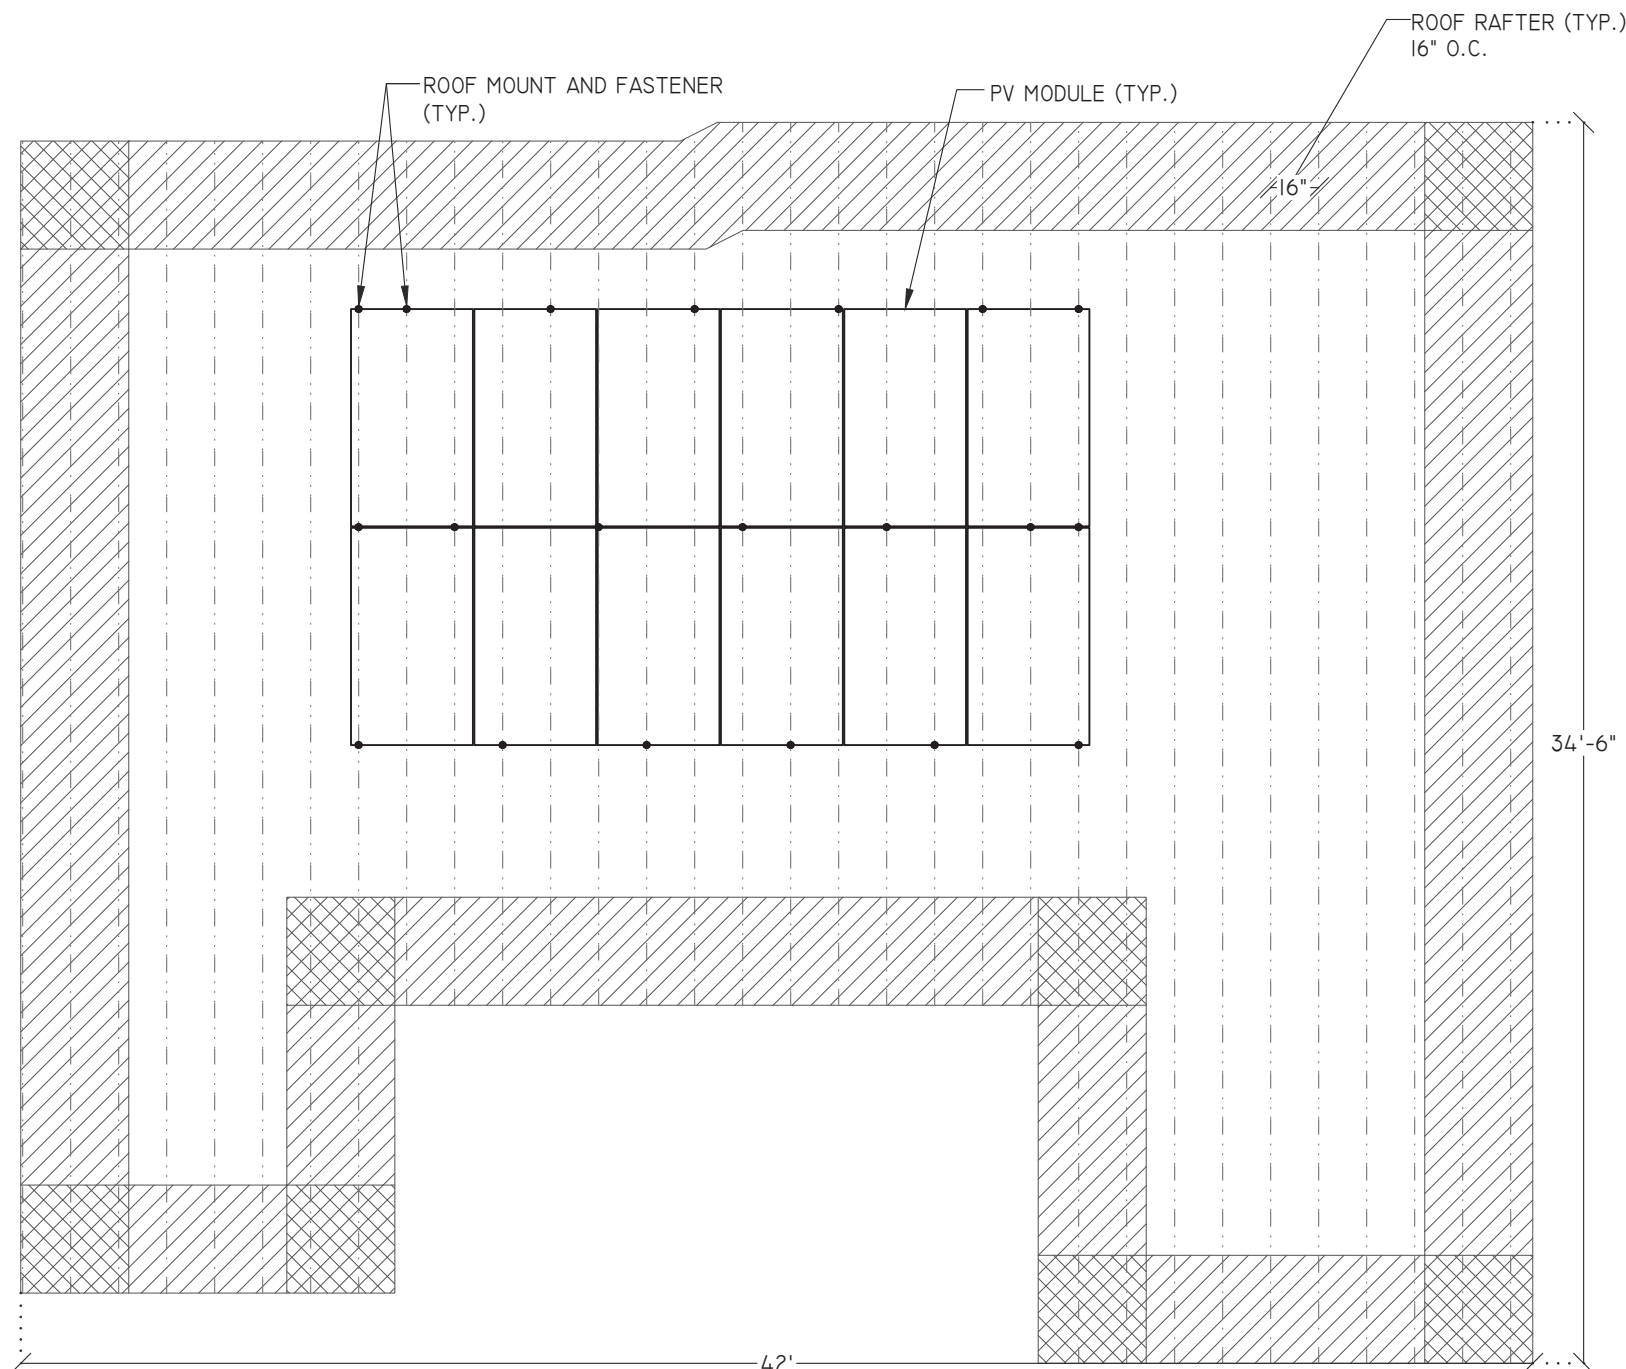 ROOF RAFTER (TYP.)
16" O.C.
ROOF MOUNT AND FASTENER
(TYP.)
PV MODULE (TYP.)
16"
34'-6"
42'